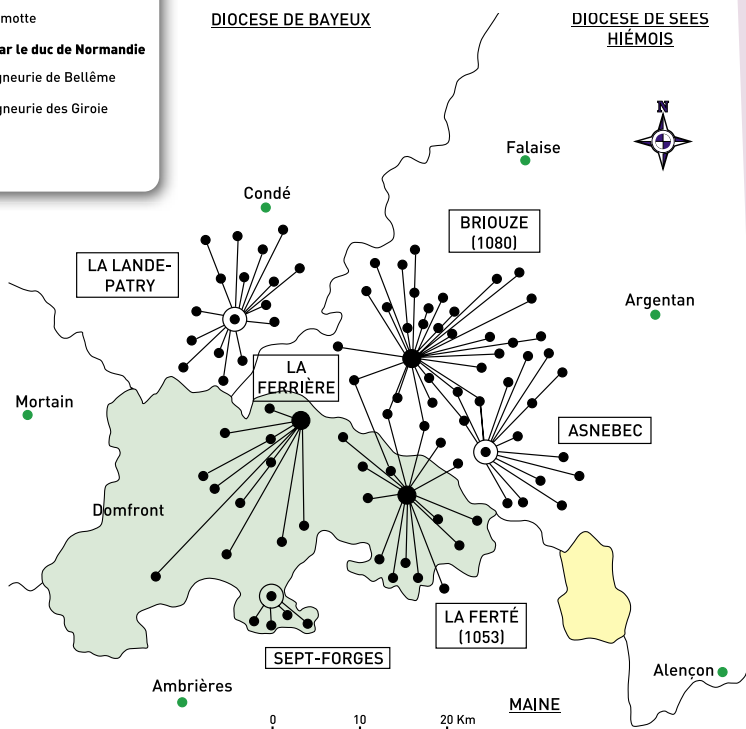 motte
ar le duc de Normandie
gneurie de Bellême
gneurie des Giroie
DIOCESE DE BAYEUX
DIOCESE DE SEES
HIÉMOIS
N
Falaise
Condé
BRIOUZE
(1080)
LA LANDE-
PATRY
Argentan
LA
FERRIÈRE
Mortain
ASNEBEC
Domfront
LA FERTÉ
(1053)
SEPT-FORGES
Alençon
Ambrières
MAINE
0 10 20 Km